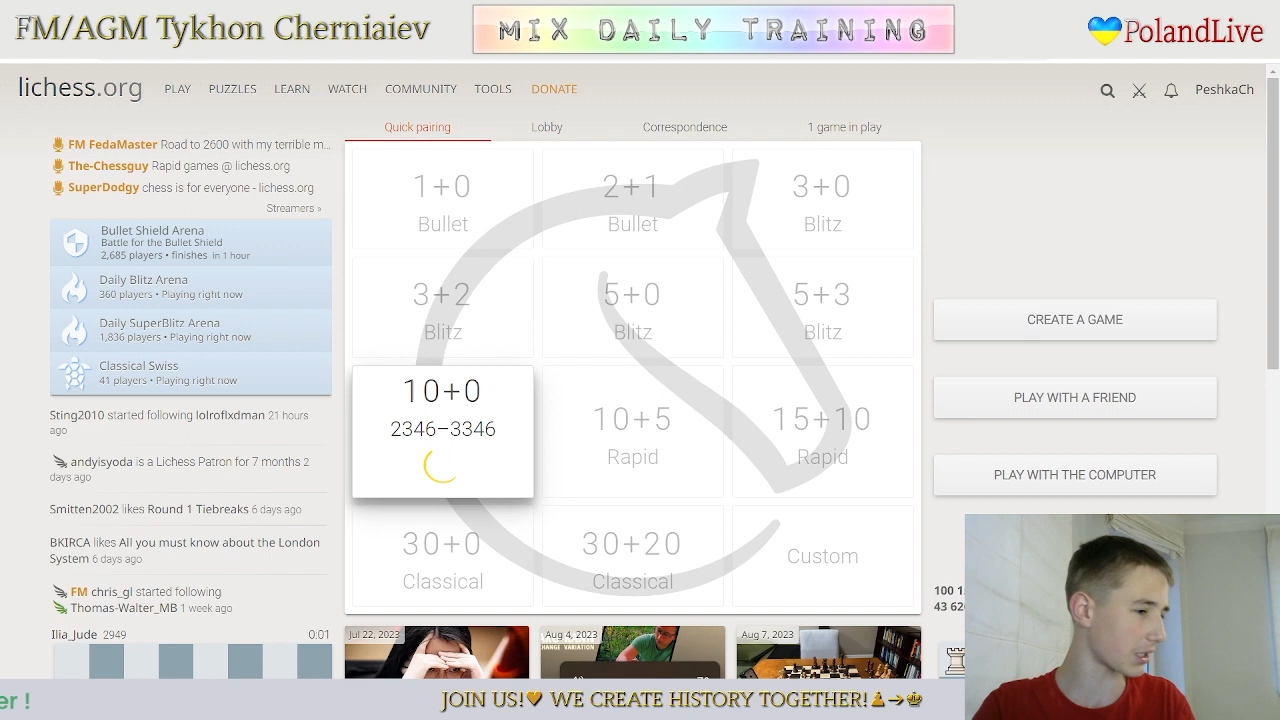 FM/AGM Tykhon Cherniaiev
MIX DAILY TRAINING
PolandLive
lichess.org
PLAY
PUZZLES
LEARN
WATCH
COMMUNITY
TOOLS
DONATE
PeshkaCh
FM FedaMaster Road to 2600 with my terrible m...
The-Chessguy Rapid games @ lichess.org
SuperDodgy chess is for everyone - lichess.org
Streamers »
Bullet Shield Arena
Battle for the Bullet Shield
2,685 players • finishes in 1 hour
Daily Blitz Arena
360 players • Playing right now
Daily SuperBlitz Arena
1,836 players • Playing right now
Classical Swiss
41 players • Playing right now
Sting2010 started following lolroflxdman 21 hours
ago
andyisyoda is a Lichess Patron for 7 months 2
days ago
Smitten2002 likes Round 1 Tiebreaks 6 days ago
BKIRCA likes All you must know about the London
System 6 days ago
FM chris_gl started following
Thomas-Walter_MB 1 week ago
Ilia_Jude 2949
0:01
Quick pairing
Lobby
Correspondence
1 game in play
1+0
Bullet
2+1
Bullet
3+0
Blitz
3+2
Blitz
5+0
Blitz
5+3
Blitz
10+0
2346–3346
10+5
Rapid
15+10
Rapid
30+0
Classical
30+20
Classical
Custom
CREATE A GAME
PLAY WITH A FRIEND
PLAY WITH THE COMPUTER
100 1
43 62
Jul 22, 2023
Aug 4, 2023
CHANGE VARIATION
Aug 7, 2023
er !
JOIN US!🧡 WE CREATE HISTORY TOGETHER!♟→♚